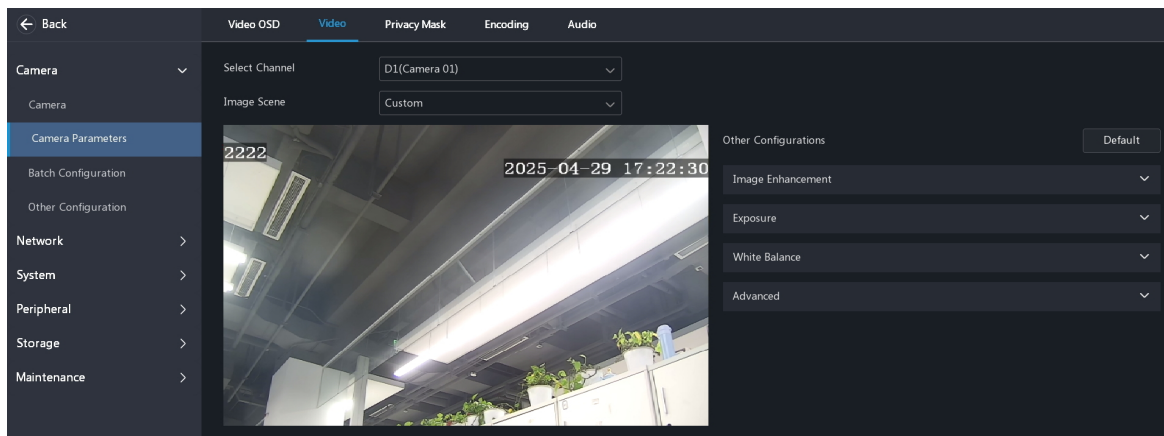 Back
Video OSD Video Privacy Mask Encoding Audio
Camera
Camera
Camera Parameters
Batch Configuration
Other Configuration
Network
System
Peripheral
Storage
Maintenance
Select Channel D1(Camera 01)
Image Scene Custom
2222
2025-04-29 17:22:30
Other Configurations Default
Image Enhancement
Exposure
White Balance
Advanced